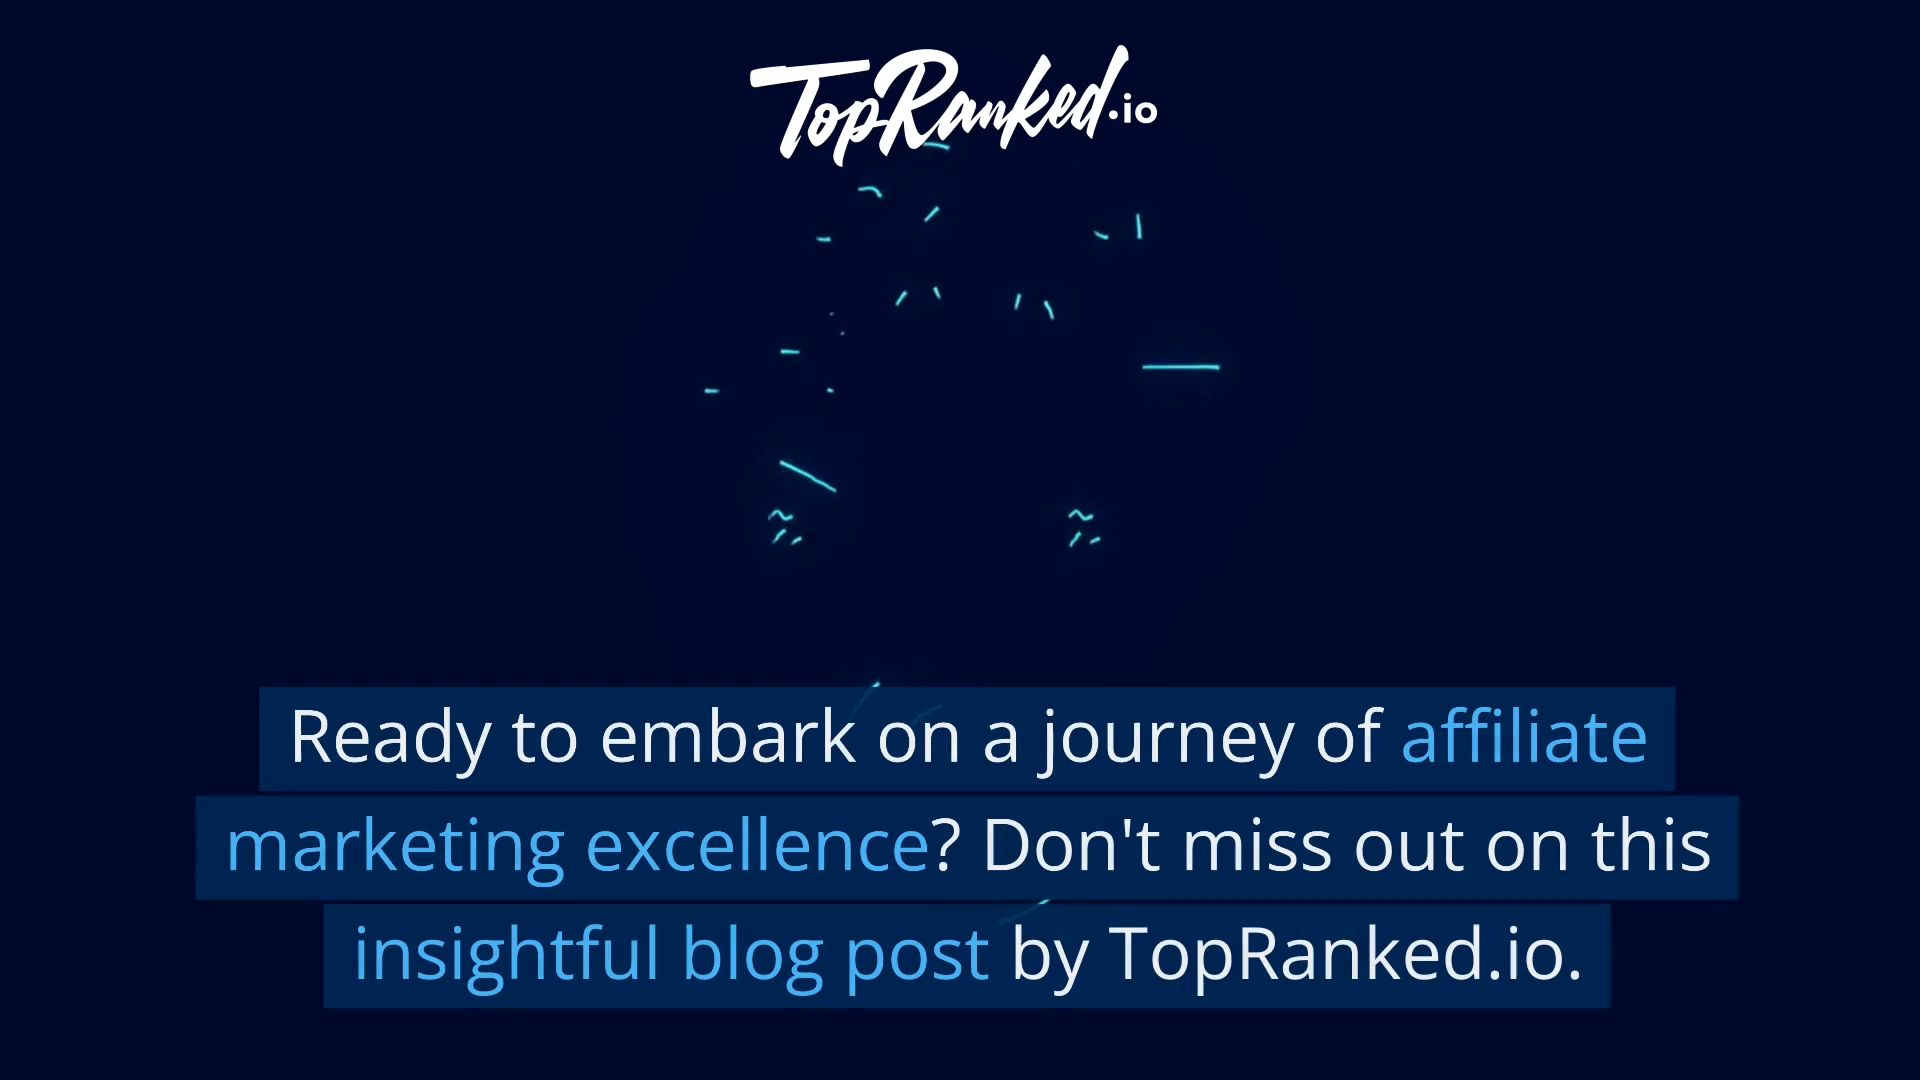 TopRanked.io
Ready to embark on a journey of affiliate
marketing excellence? Don't miss out on this
insightful blog post by TopRanked.io.